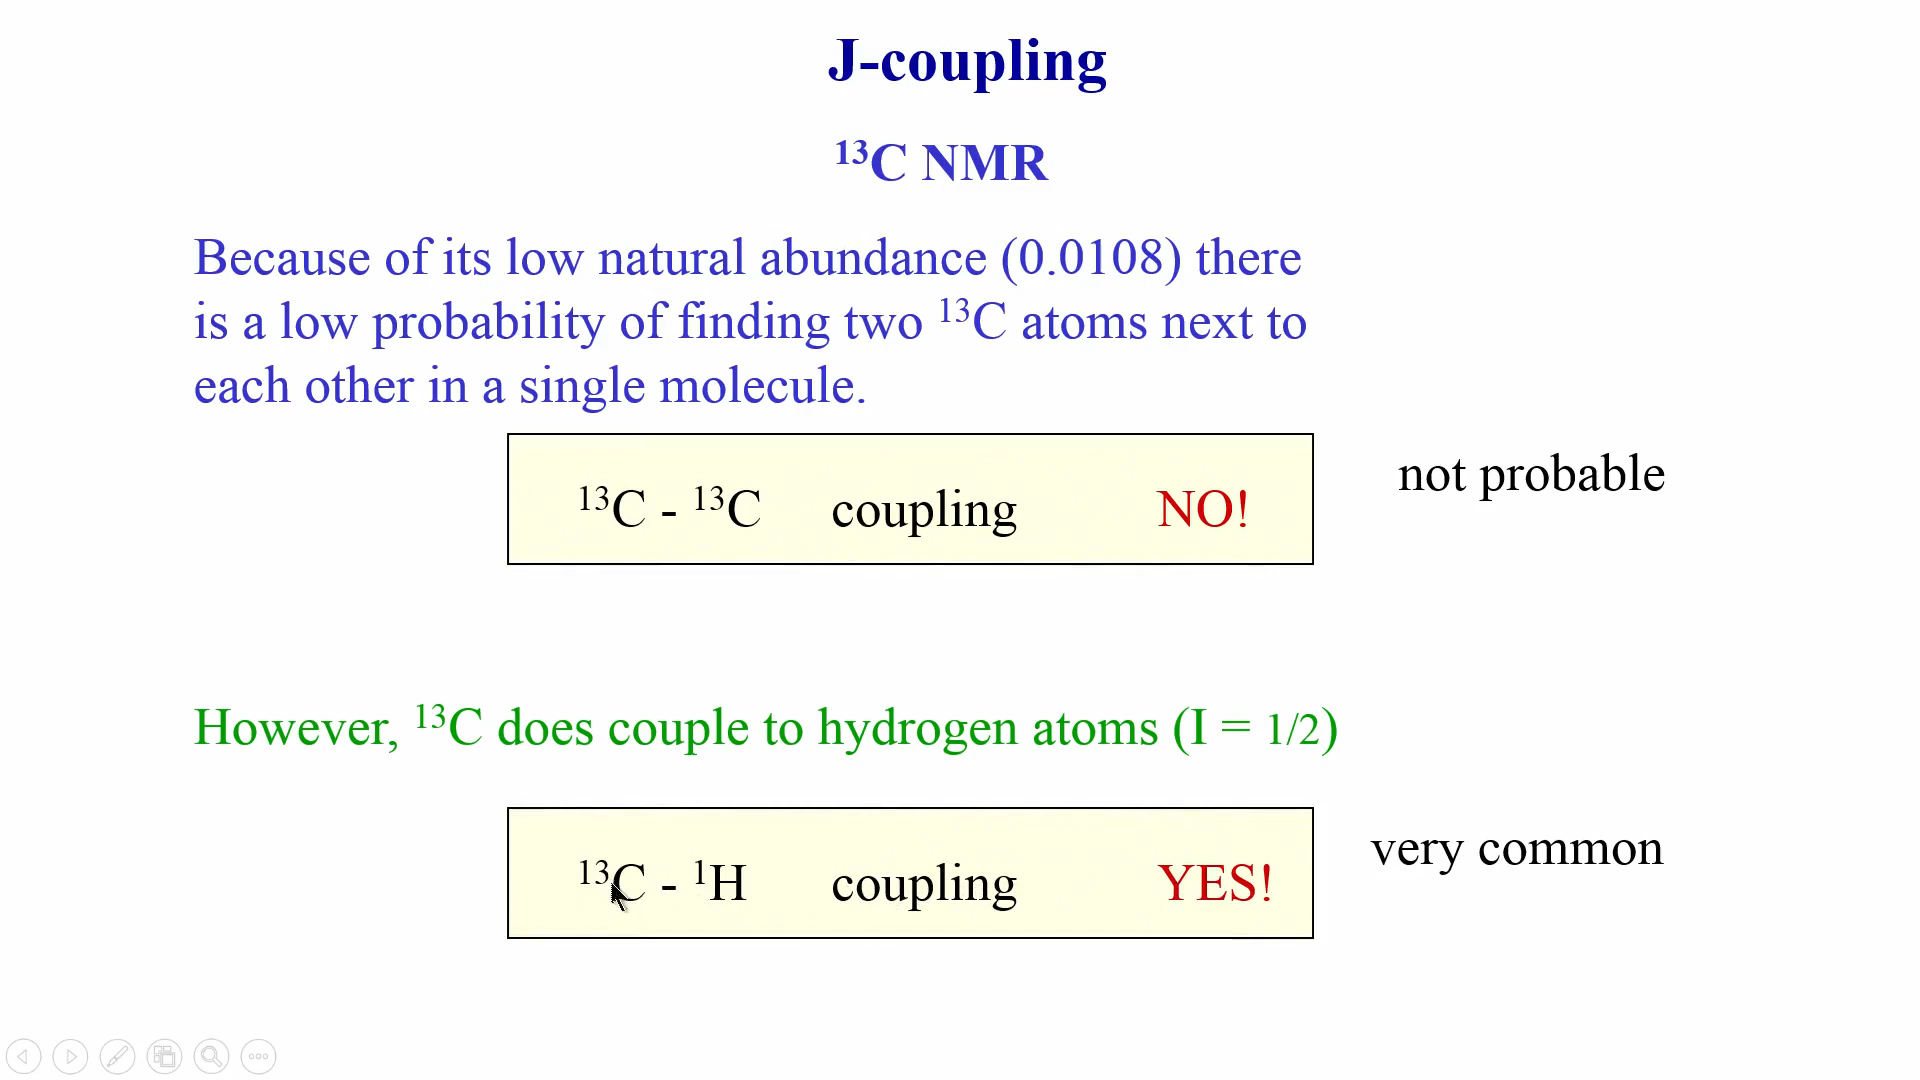 J-coupling
¹³C NMR
Because of its low natural abundance (0.0108) there
is a low probability of finding two ¹³C atoms next to
each other in a single molecule.
¹³C - ¹³C coupling NO!
not probable
However, ¹³C does couple to hydrogen atoms (I = 1/2)
¹³C - ¹H coupling YES!
very common